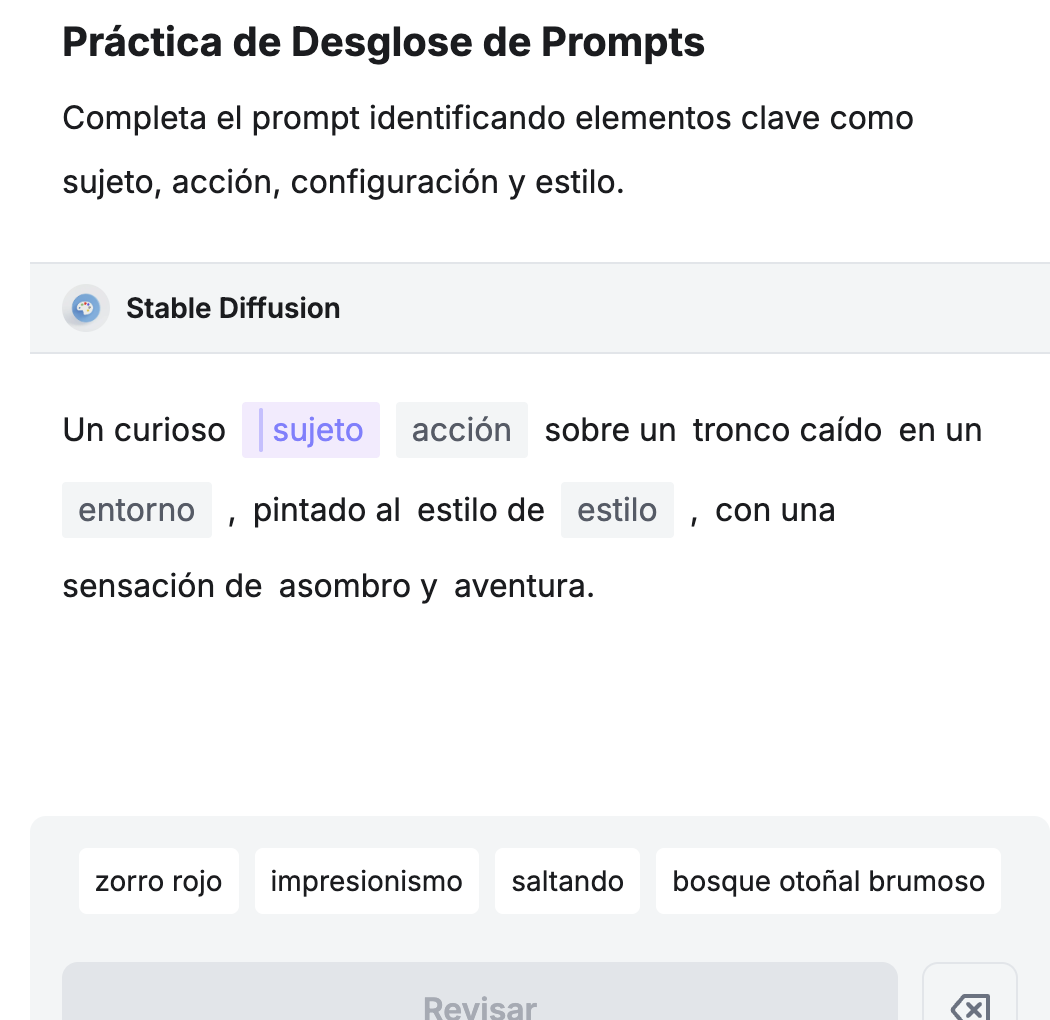 Práctica de Desglose de Prompts
Completa el prompt identificando elementos clave como
sujeto, acción, configuración y estilo.
Stable Diffusion
Un curioso sujeto acción sobre un tronco caído en un
entorno , pintado al estilo de estilo , con una
sensación de asombro y aventura.
zorro rojo impresionismo saltando bosque otoñal brumoso
Revisar